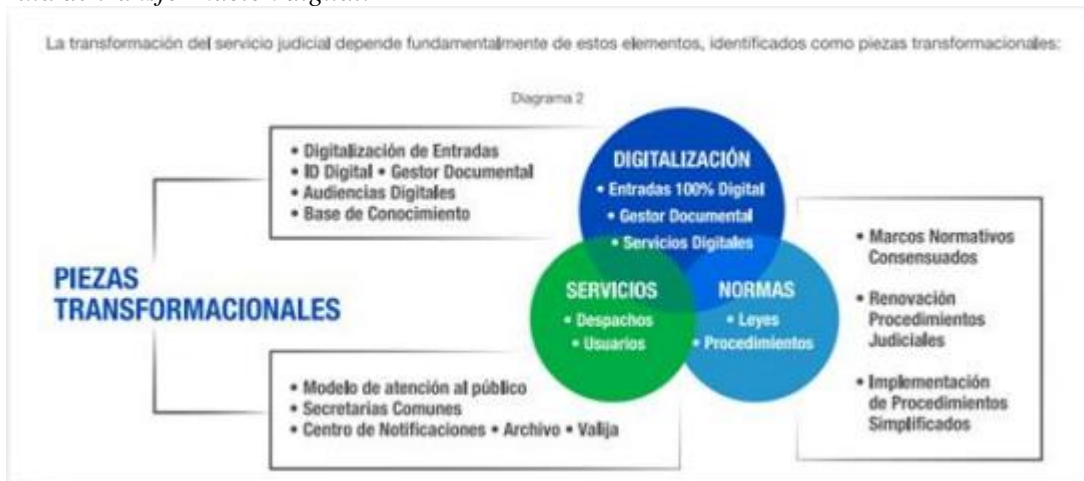 La transformación del servicio judicial depende fundamentalmente de estos elementos, identificados como piezas transformacionales:
Diagrama 2
• Digitalización de Entradas
• ID Digital • Gestor Documental
• Audiencias Digitales
• Base de Conocimiento
DIGITALIZACIÓN
• Entradas 100% Digital
• Gestor Documental
• Servicios Digitales
PIEZAS
TRANSFORMACIONALES
SERVICIOS
• Despachos
• Usuarios
NORMAS
• Leyes
• Procedimientos
• Marcos Normativos
Consensuados
• Renovación
Procedimientos
Judiciales
• Implementación
de Procedimientos
Simplificados
• Modelo de atención al público
• Secretarias Comunes
• Centro de Notificaciones • Archivo • Valija